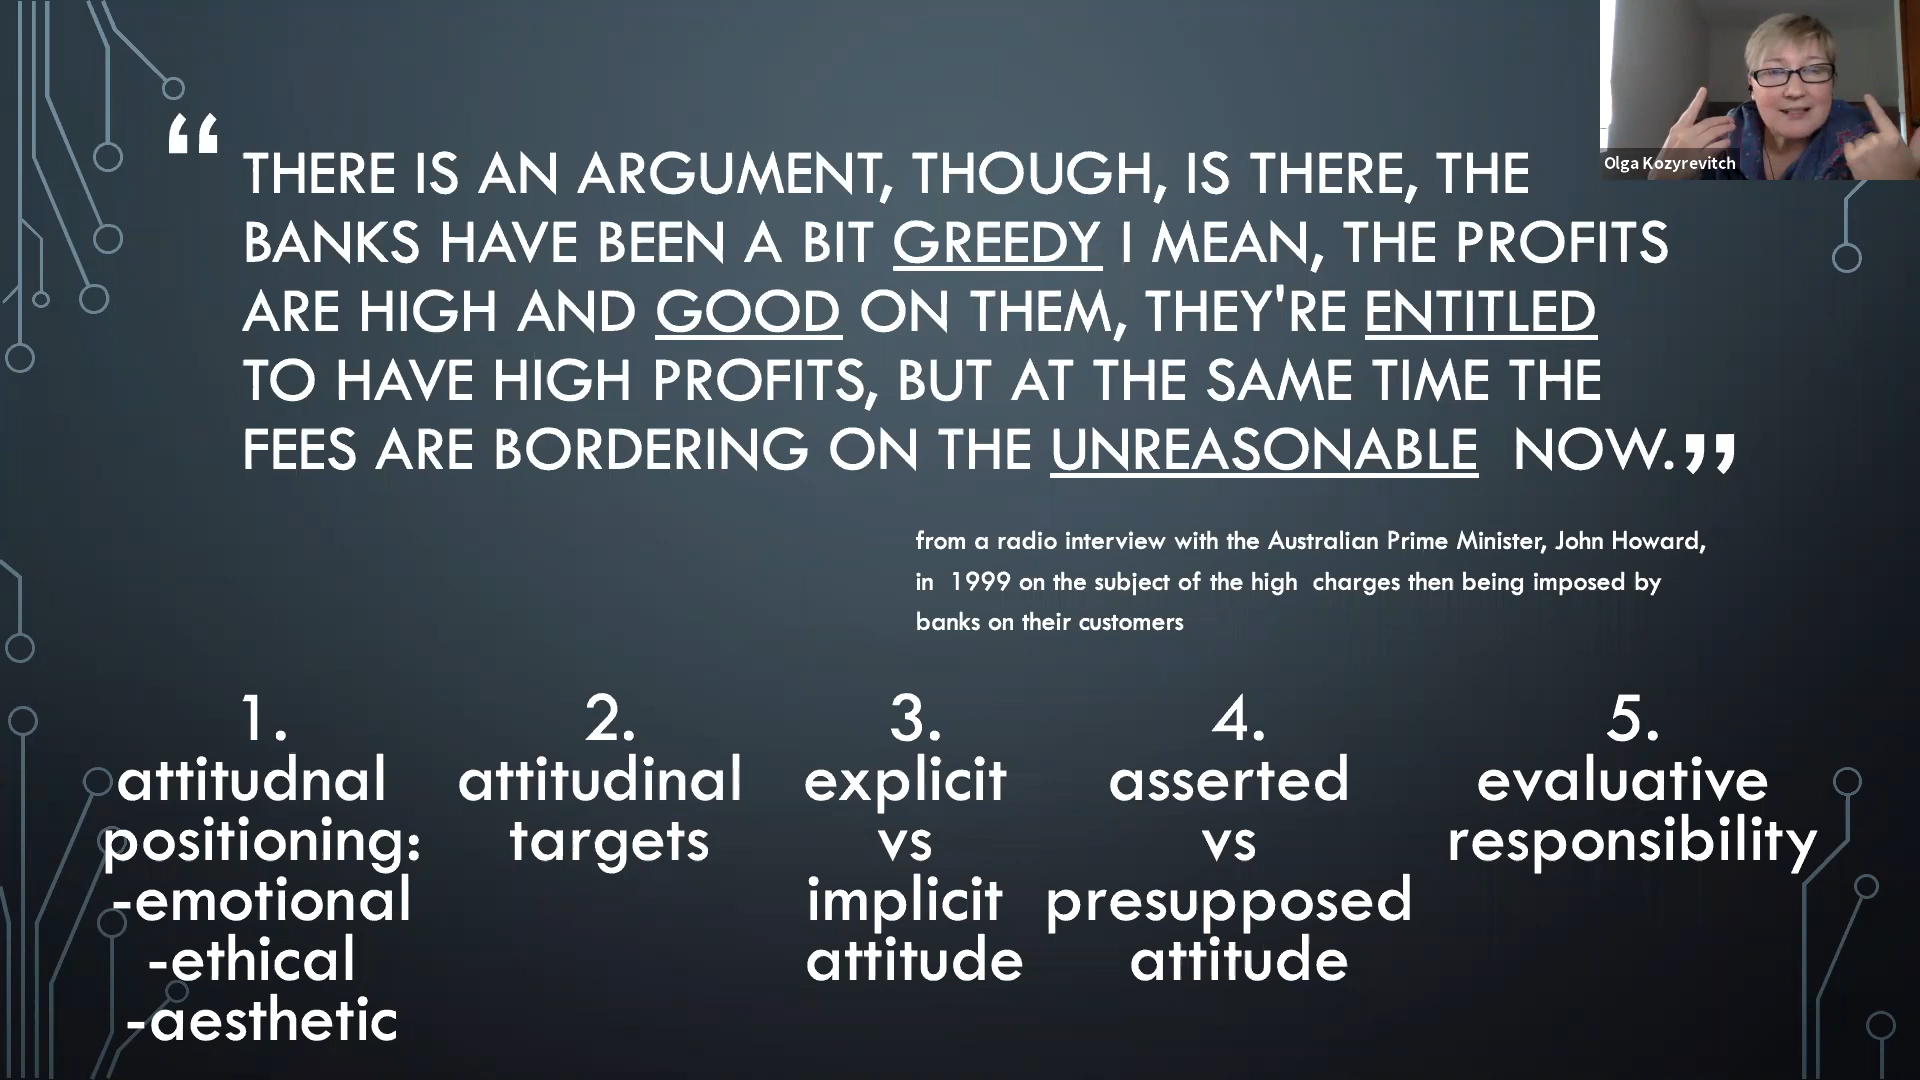 Olga Kozyrevitch
“THERE IS AN ARGUMENT, THOUGH, IS THERE, THE
BANKS HAVE BEEN A BIT GREEDY I MEAN, THE PROFITS
ARE HIGH AND GOOD ON THEM, THEY'RE ENTITLED
TO HAVE HIGH PROFITS, BUT AT THE SAME TIME THE
FEES ARE BORDERING ON THE UNREASONABLE NOW.”
from a radio interview with the Australian Prime Minister, John Howard,
in 1999 on the subject of the high charges then being imposed by
banks on their customers
1.
attitudnal
positioning:
-emotional
-ethical
-aesthetic
2.
attitudinal
targets
3.
explicit
vs
implicit
attitude
4.
asserted
vs
presupposed
attitude
5.
evaluative
responsibility